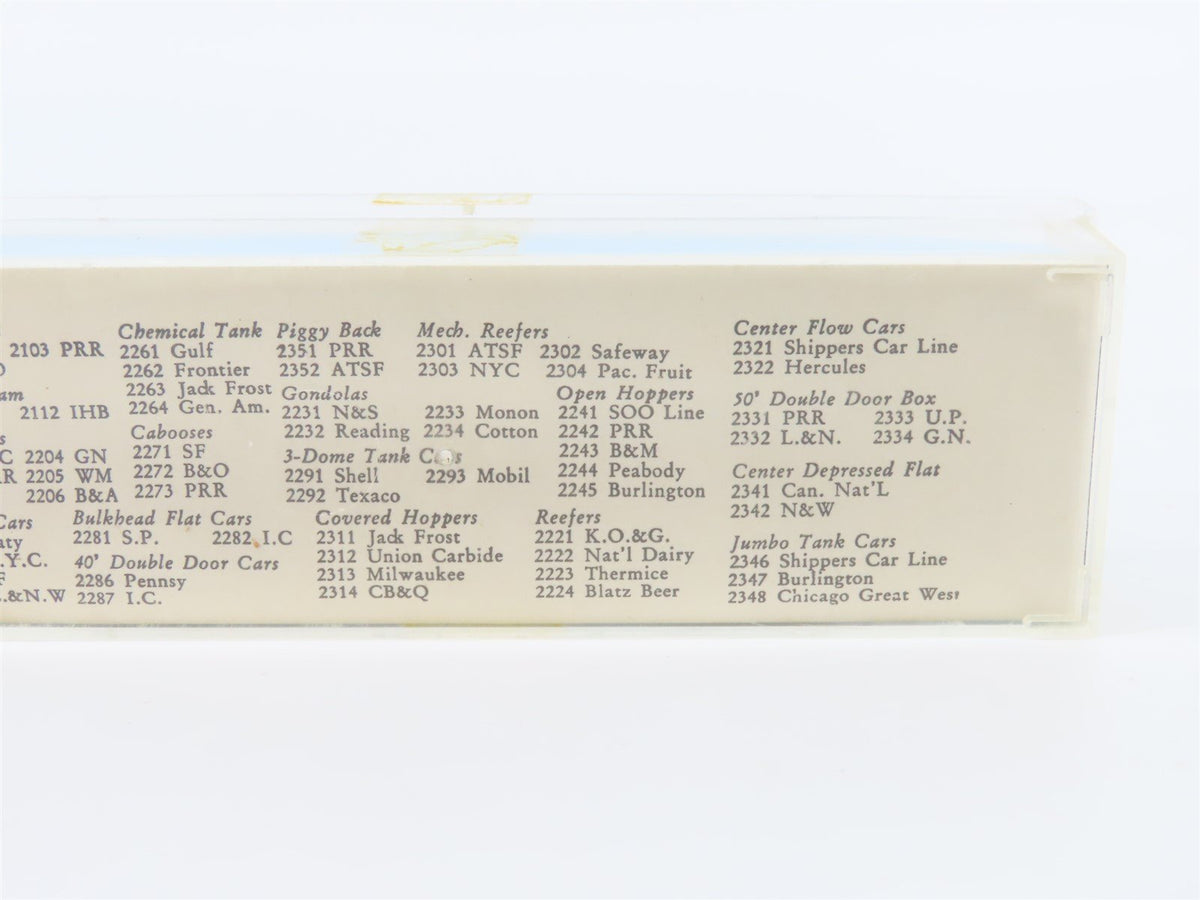 2103 PRR
O
am
2112 IHB
s
C 2204 GN
R 2205 WM
2206 B&A
Cars
aty
.Y.C.
F
.&N.W
Chemical Tank
2261 Gulf
2262 Frontier
2263 Jack Frost
2264 Gen. Am.
Cabooses
2271 SF
2272 B&O
2273 PRR
Bulkhead Flat Cars
2281 S.P. 2282 I.C
40' Double Door Cars
2286 Pennsy
2287 I.C.
Piggy Back
2351 PRR
2352 ATSF
Gondolas
2231 N&S 2233 Monon
2232 Reading 2234 Cotton
3-Dome Tank Cars
2291 Shell 2293 Mobil
2292 Texaco
Covered Hoppers
2311 Jack Frost
2312 Union Carbide
2313 Milwaukee
2314 CB&Q
Mech. Reefers
2301 ATSF 2302 Safeway
2303 NYC 2304 Pac. Fruit
Open Hoppers
2241 SOO Line
2242 PRR
2243 B&M
2244 Peabody
2245 Burlington
Reefers
2221 K.O.&G.
2222 Nat'l Dairy
2223 Thermice
2224 Blatz Beer
Center Flow Cars
2321 Shippers Car Line
2322 Hercules
50' Double Door Box
2331 PRR 2333 U.P.
2332 L.&N. 2334 G.N.
Center Depressed Flat
2341 Can. Nat'L
2342 N&W
Jumbo Tank Cars
2346 Shippers Car Line
2347 Burlington
2348 Chicago Great West